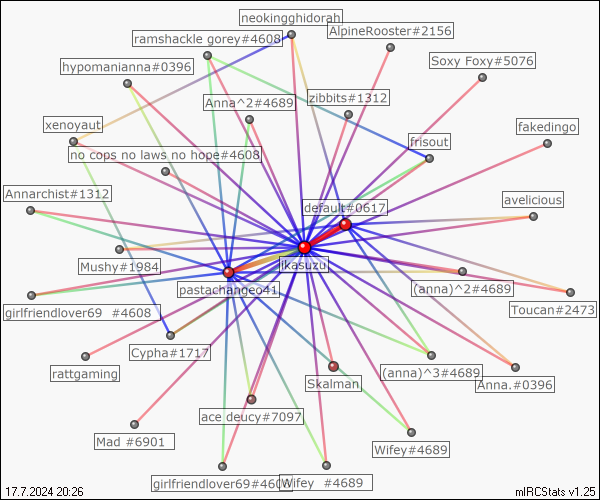 neokingghidorah
AlpineRooster#2156
ramshackle gorey#4608
Soxy Foxy#5076
hypomanianna#0396
Anna^2#4689
zibbits#1312
xenoyaut
fakedingo
frisout
no cops no laws no hope#4608
Annarchist#1312
avelicious
default#0617
ikasuzu
Mushy#1984
pastachangeo41
(anna)^2#4689
girlfriendlover69 #4608
Toucan#2473
Cypha#1717
rattgaming
Skalman
(anna)^3#4689
Anna.#0396
ace deucy#7097
Mad #6901
Wifey#4689
girlfriendlover69#460
Wifey #4689
17.7.2024 20:26
mIRCStats v1.25